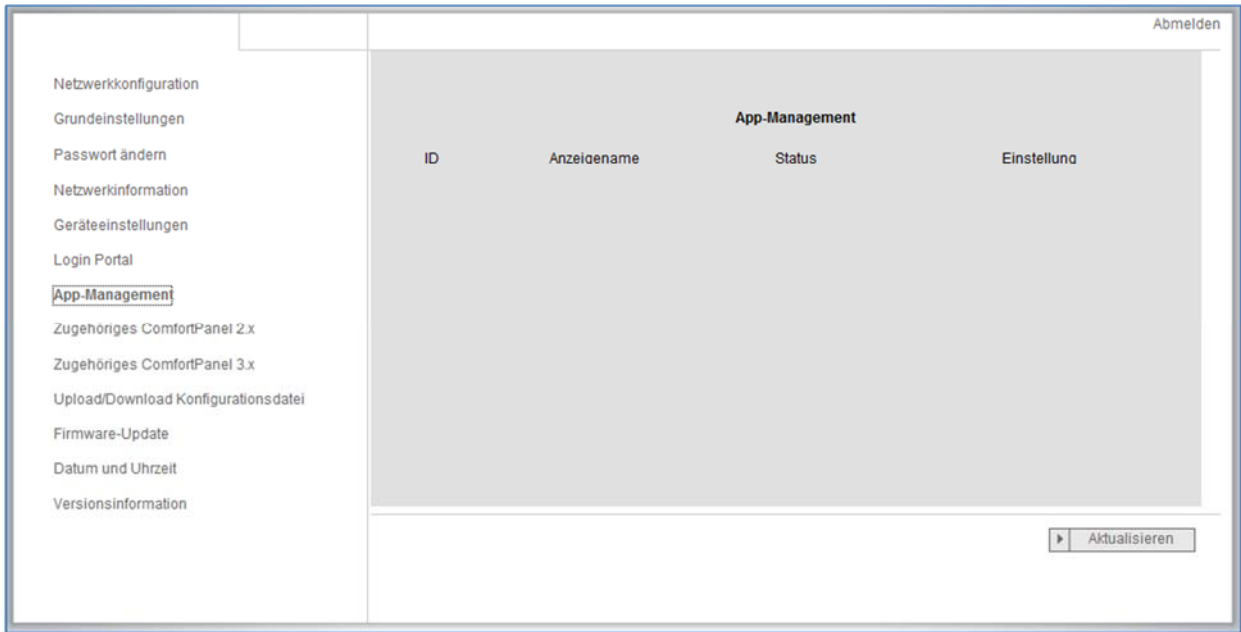 Abmelden
Netzwerkkonfiguration
Grundeinstellungen
Passwort ändern
Netzwerkinformation
Geräteeinstellungen
Login Portal
App-Management
Zugehöriges ComfortPanel 2.x
Zugehöriges ComfortPanel 3.x
Upload/Download Konfigurationsdatei
Firmware-Update
Datum und Uhrzeit
Versionsinformation
App-Management
ID Anzeigename Status Einstellung
Aktualisieren